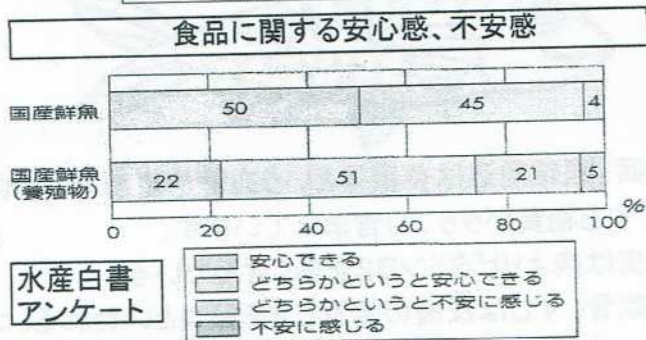 食品に関する安心感、不安感
国産鮮魚 50 45 4
国産鮮魚 22 51 21 5
(養殖物)
0 20 40 60 80 100 %
水産白書
アンケート
安心できる
どちらかというと安心できる
どちらかというと不安に感じる
不安に感じる